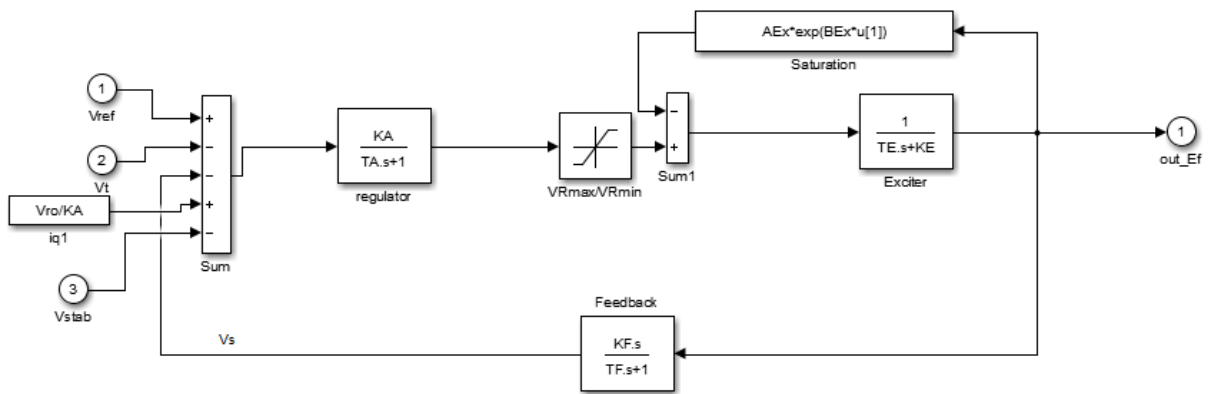 AEx*exp(BEx*u[1])
Saturation
1
Vref
+
2
Vt
−
−
Vro/KA
iq1
+
3
Vstab
−
Sum
KA
TA.s+1
regulator
VRmax/VRmin
−
+
Sum1
1
TE.s+KE
Exciter
1
out_Ef
Feedback
Vs
KF.s
TF.s+1